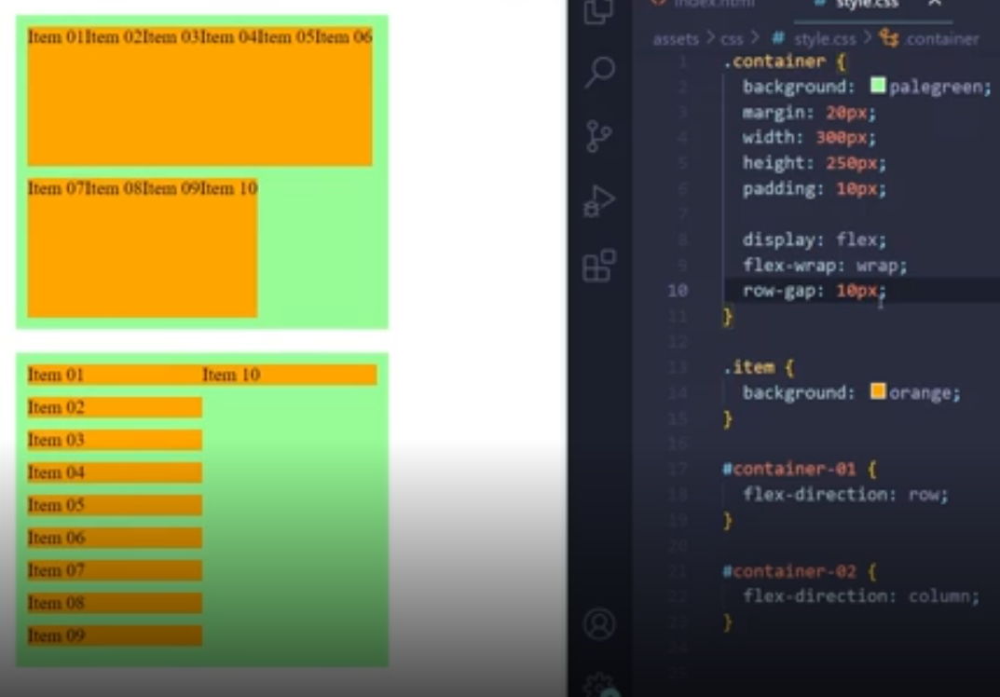 Item 01Item 02Item 03Item 04Item 05Item 06
Item 07Item 08Item 09Item 10
Item 01 Item 10
Item 02
Item 03
Item 04
Item 05
Item 06
Item 07
Item 08
Item 09
index.html # style.css ×
assets > css > # style.css > .container
1 .container {
2 background: palegreen;
3 margin: 20px;
4 width: 300px;
5 height: 250px;
6 padding: 10px;
7
8 display: flex;
9 flex-wrap: wrap;
10 row-gap: 10px;
11 }
12
13 .item {
14 background: orange;
15 }
16
17 #container-01 {
18 flex-direction: row;
19 }
20
21 #container-02 {
22 flex-direction: column;
23 }
24
25